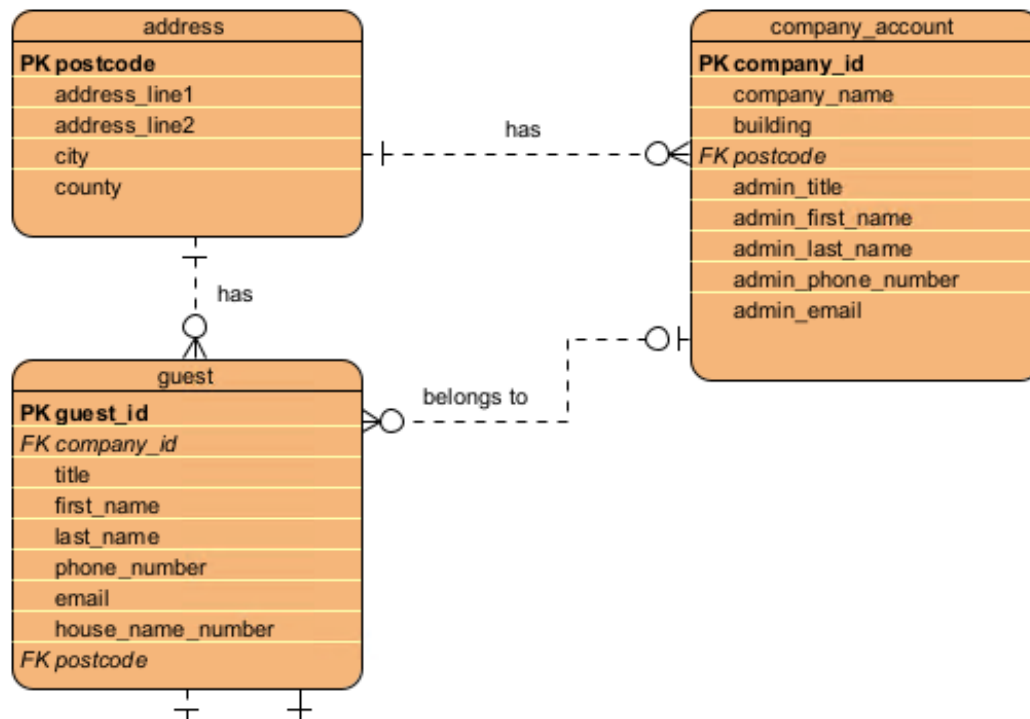 address
PK postcode
address_line1
address_line2
city
county
has
company_account
PK company_id
company_name
building
FK postcode
admin_title
admin_first_name
admin_last_name
admin_phone_number
admin_email
has
belongs to
guest
PK guest_id
FK company_id
title
first_name
last_name
phone_number
email
house_name_number
FK postcode